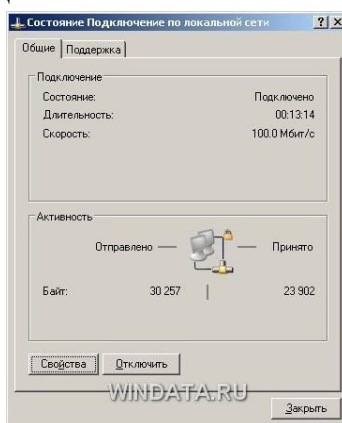 Состояние Подключение по локальной сети
Общие Поддержка
Подключение
Состояние: Подключено
Длительность: 00:13:14
Скорость: 100.0 Мбит/с
Активность
Отправлено — — Принято
Байт: 30 257 | 23 902
Свойства Отключить
WINDATA.RU
Закрыть